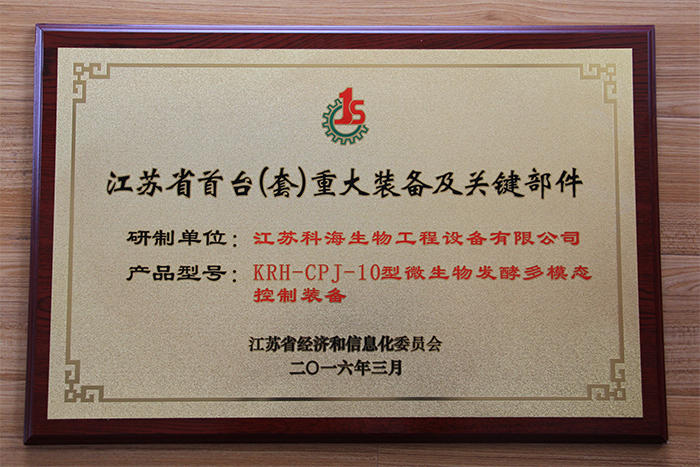 JS
江苏省首台(套)重大装备及关键部件
研制单位：江苏科海生物工程设备有限公司
产品型号：KRH-CPJ-10型微生物发酵多模态
控制装备
江苏省经济和信息化委员会
二〇一六年三月